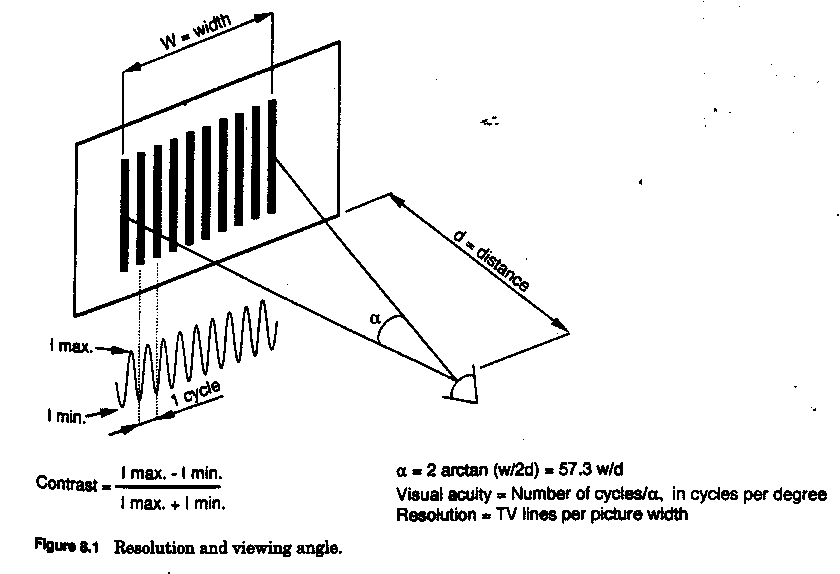 W = width
d = distance
α
I max.
I min.
1 cycle
Contrast = I max. - I min.
I max. + I min.
α = 2 arctan (w/2d) = 57.3 w/d
Visual acuity = Number of cycles/α, in cycles per degree
Resolution = TV lines per picture width
Figure 8.1 Resolution and viewing angle.